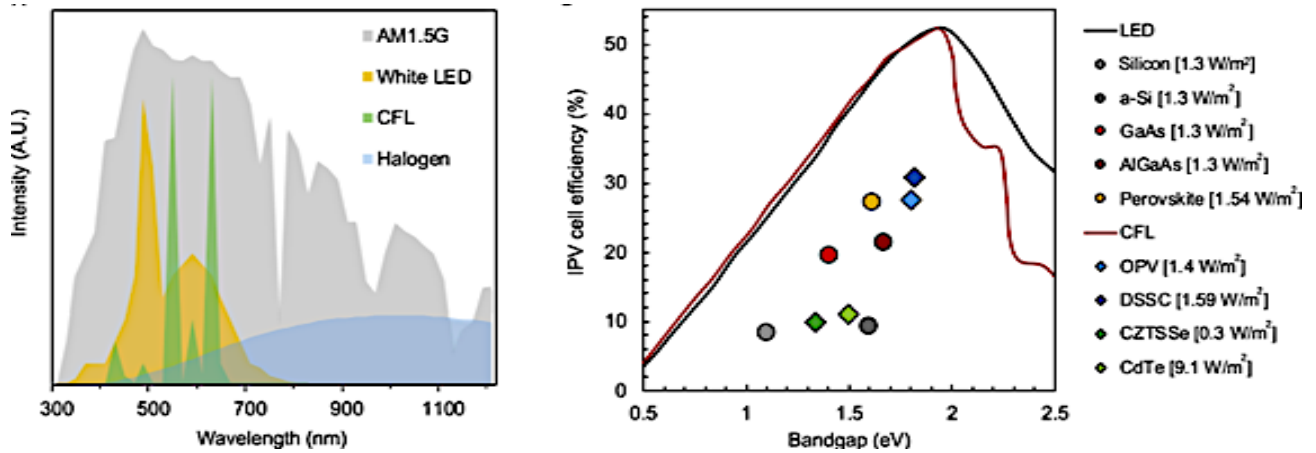 AM1.5G
White LED
CFL
Halogen
Intensity (A.U.)
300 500 700 900 1100
Wavelength (nm)
IPV cell efficiency (%)
50
40
30
20
10
0
0.5 1 1.5 2 2.5
Bandgap (eV)
LED
Silicon [1.3 W/m²]
a-Si [1.3 W/m²]
GaAs [1.3 W/m²]
AlGaAs [1.3 W/m²]
Perovskite [1.54 W/m²]
CFL
OPV [1.4 W/m²]
DSSC [1.59 W/m²]
CZTSSe [0.3 W/m²]
CdTe [9.1 W/m²]